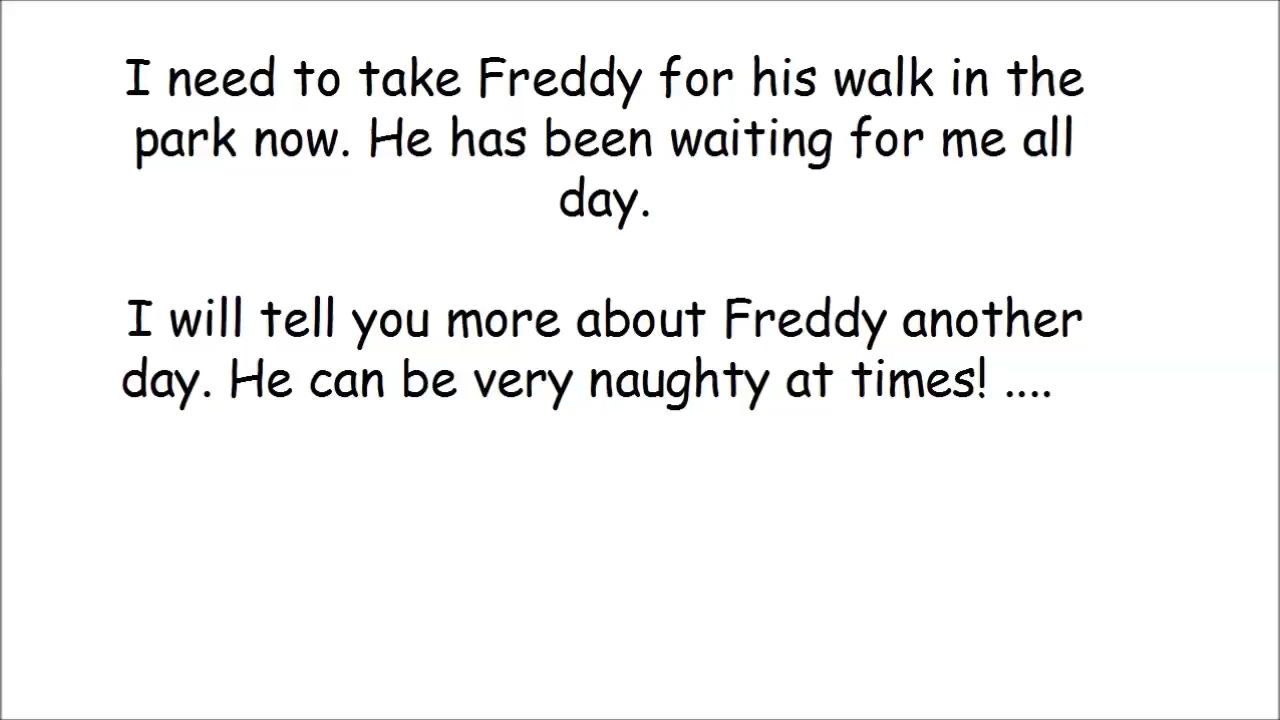 I need to take Freddy for his walk in the
park now. He has been waiting for me all
day.
I will tell you more about Freddy another
day. He can be very naughty at times! ....